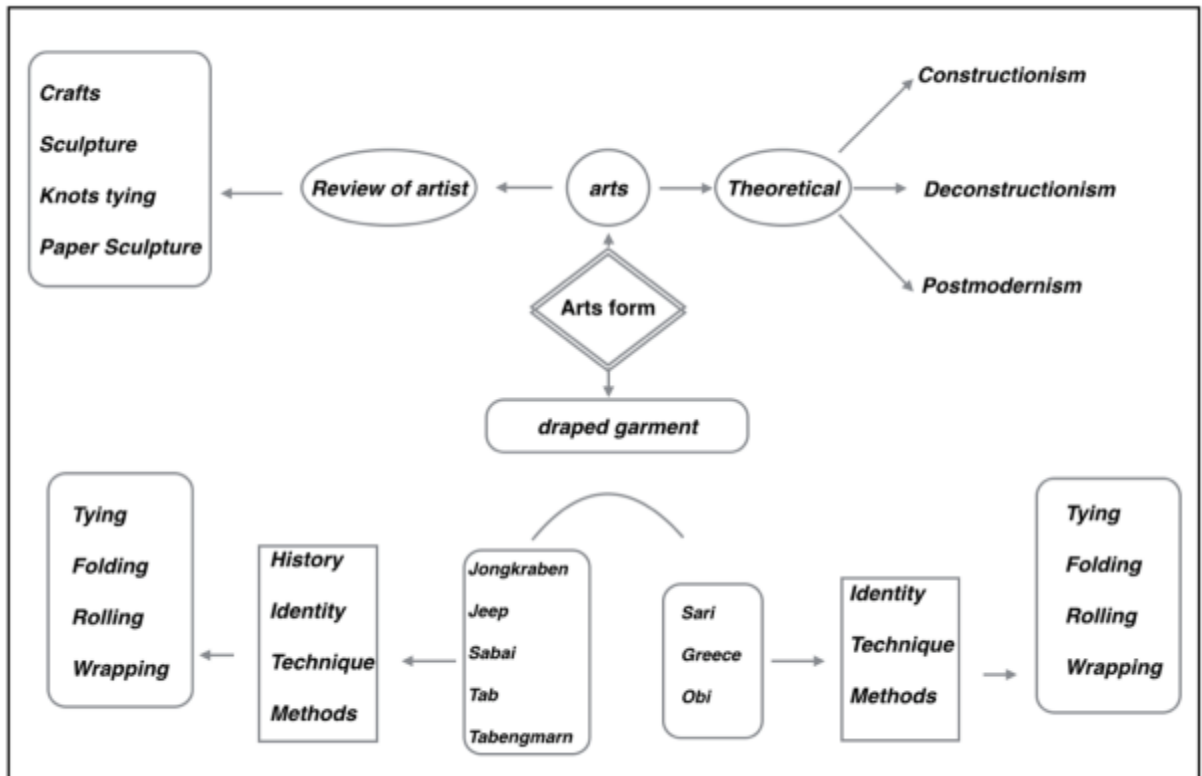 Crafts
Sculpture
Knots tying
Paper Sculpture
Review of artist
arts
Theoretical
Constructionism
Deconstructionism
Postmodernism
Arts form
draped garment
Tying
Folding
Rolling
Wrapping
History
Identity
Technique
Methods
Jongkraben
Jeep
Sabai
Tab
Tabengmarn
Sari
Greece
Obi
Identity
Technique
Methods
Tying
Folding
Rolling
Wrapping